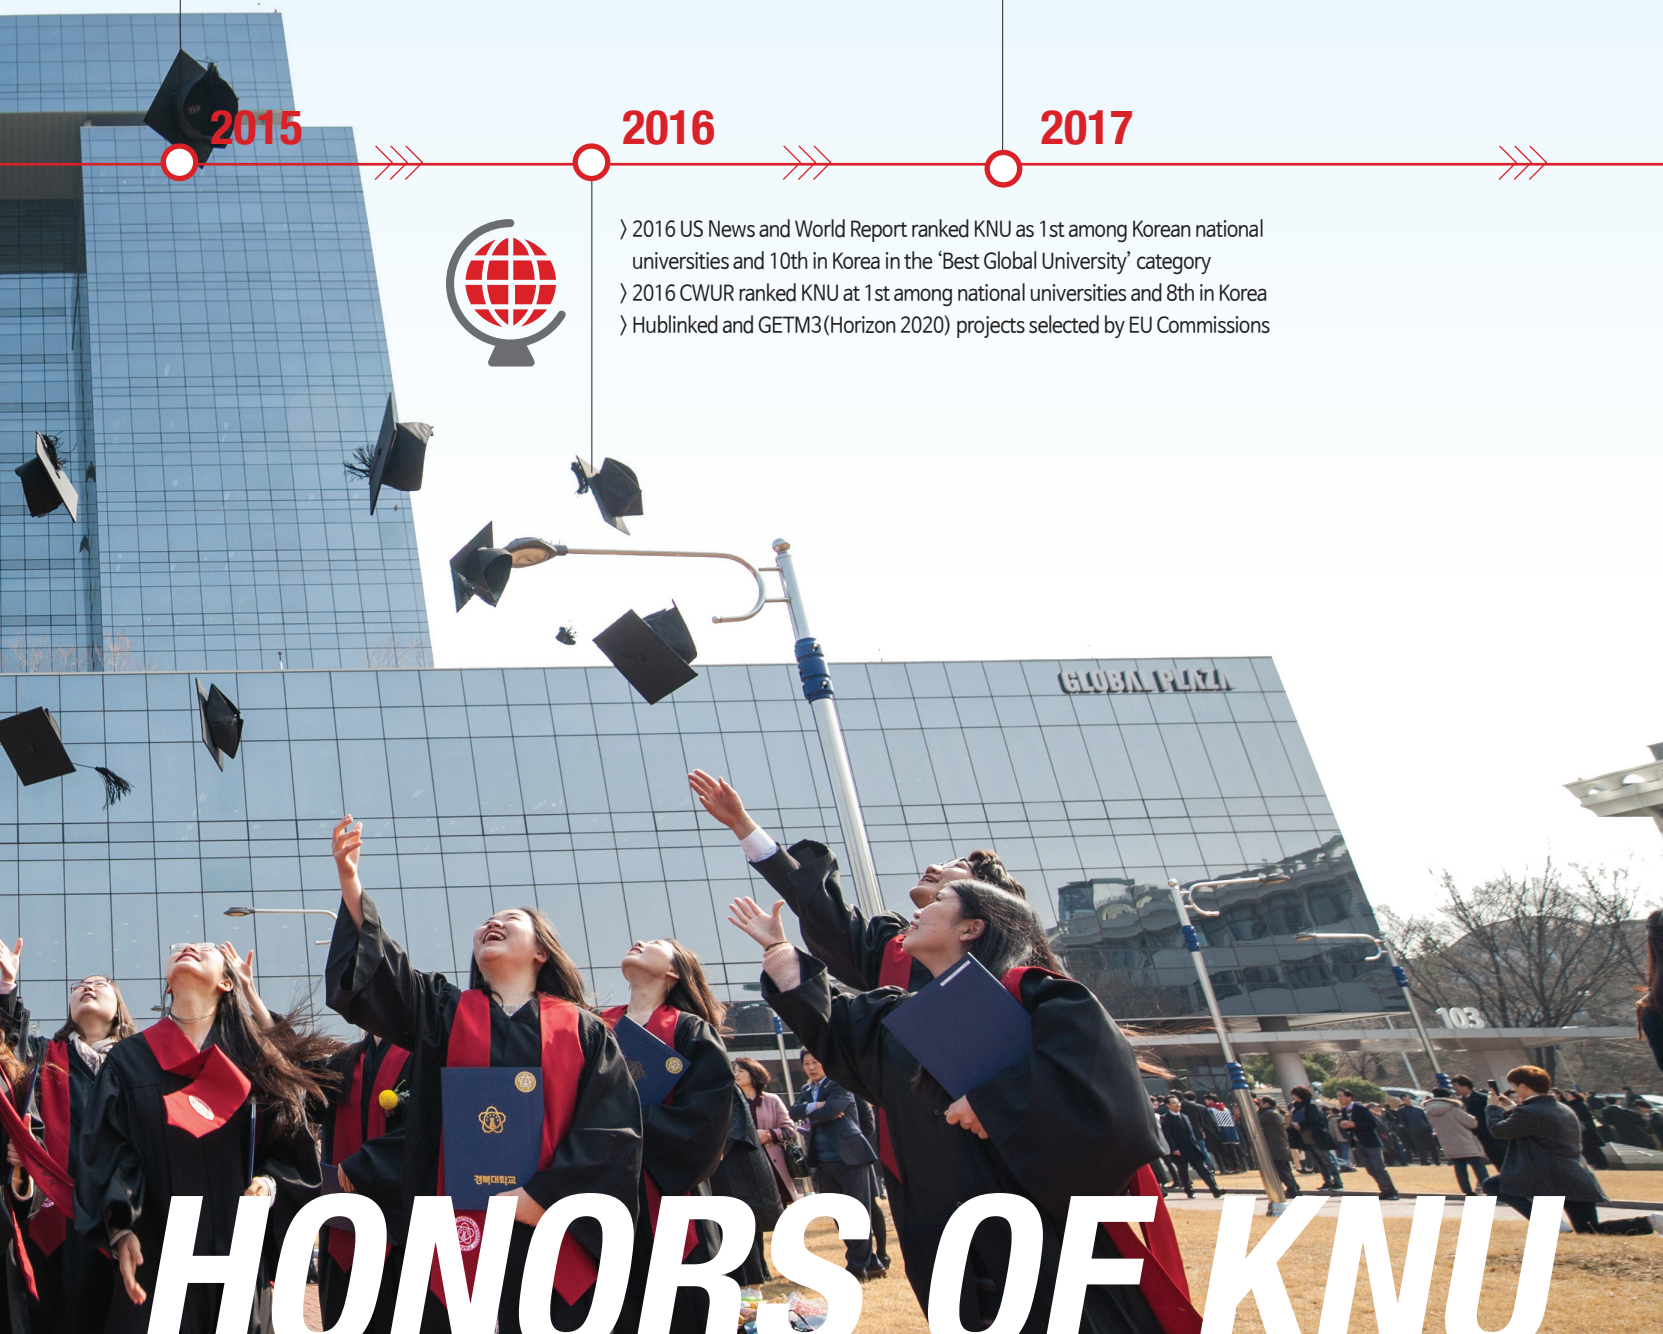 2015
2016
2017
〉2016 US News and World Report ranked KNU as 1st among Korean national
universities and 10th in Korea in the ‘Best Global University’ category
〉2016 CWUR ranked KNU at 1st among national universities and 8th in Korea
〉Hublinked and GETM3(Horizon 2020) projects selected by EU Commissions
GLOBAL PLAZA
103
경북대학교
HONORS OF KNU